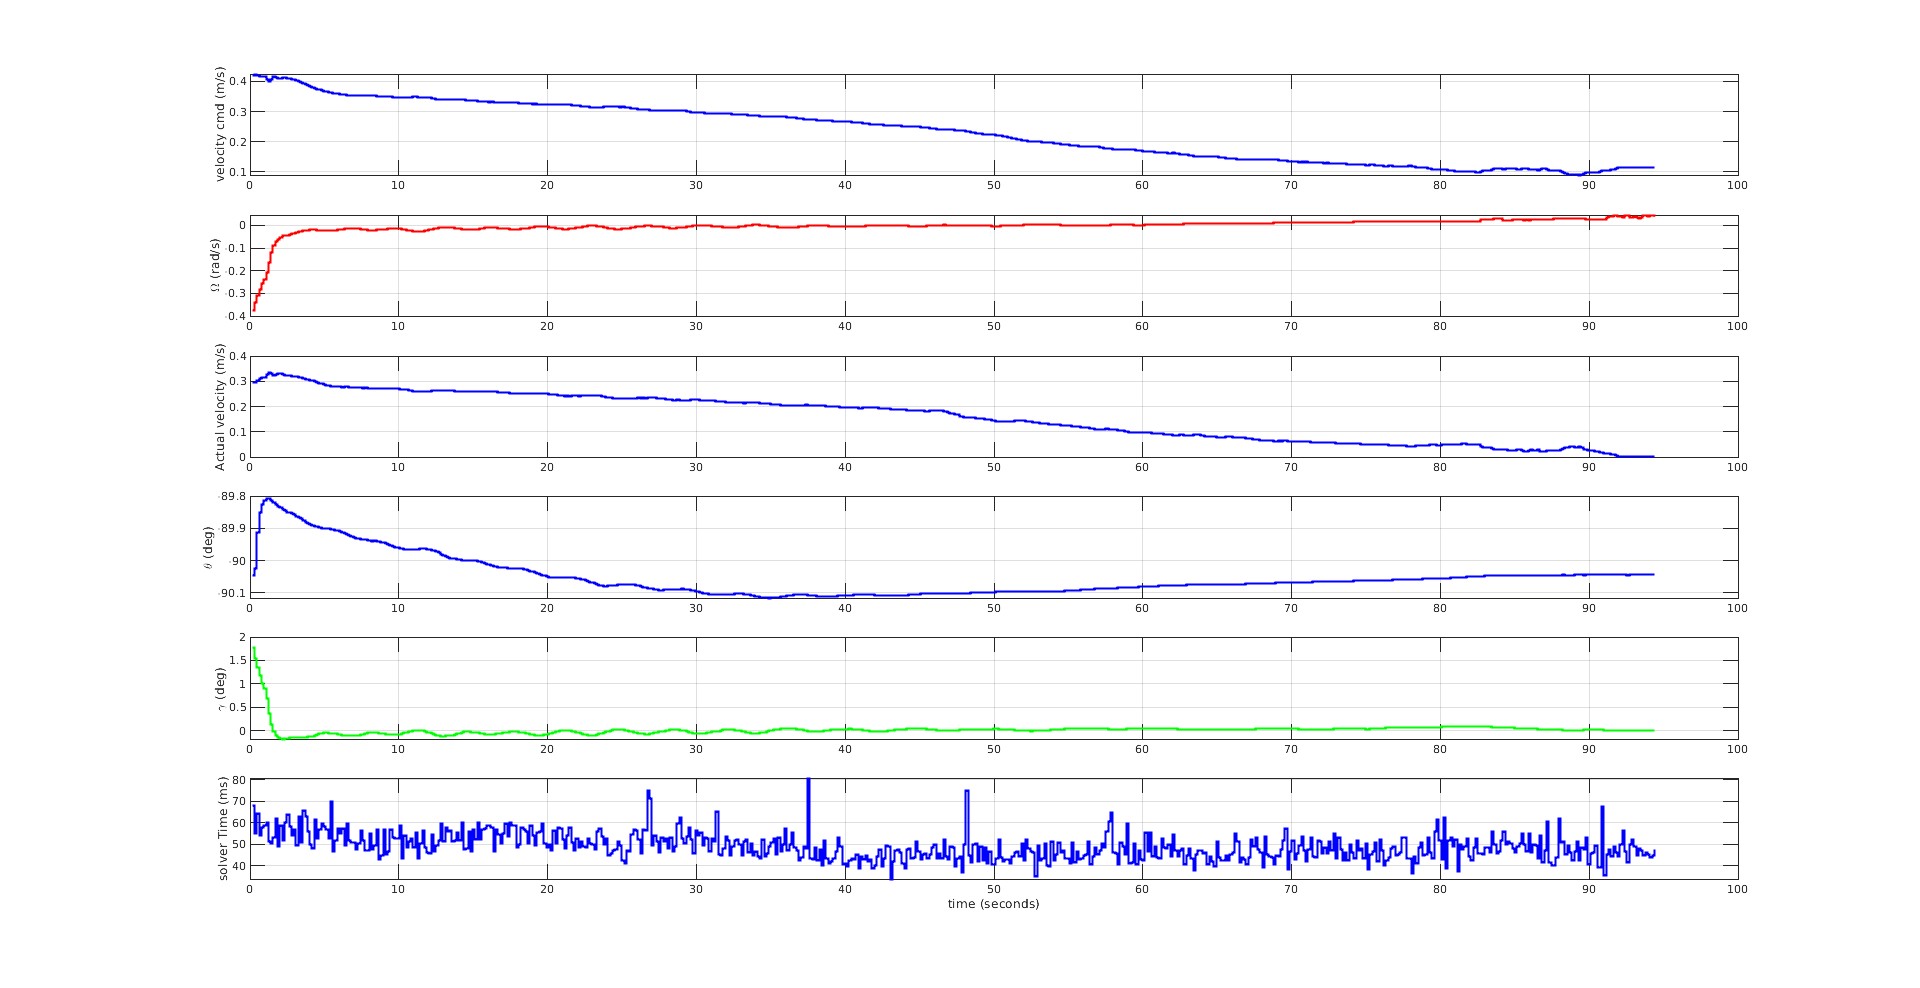 velocity cmd (m/s)
0.4
0.3
0.2
0.1
0 10 20 30 40 50 60 70 80 90 100
Ω (rad/s)
0
-0.1
-0.2
-0.3
-0.4
0 10 20 30 40 50 60 70 80 90 100
Actual velocity (m/s)
0.4
0.3
0.2
0.1
0
0 10 20 30 40 50 60 70 80 90 100
θ (deg)
-89.8
-89.9
-90
-90.1
0 10 20 30 40 50 60 70 80 90 100
γ (deg)
2
1.5
1
0.5
0
0 10 20 30 40 50 60 70 80 90 100
solver Time (ms)
80
70
60
50
40
0 10 20 30 40 50 60 70 80 90 100
time (seconds)